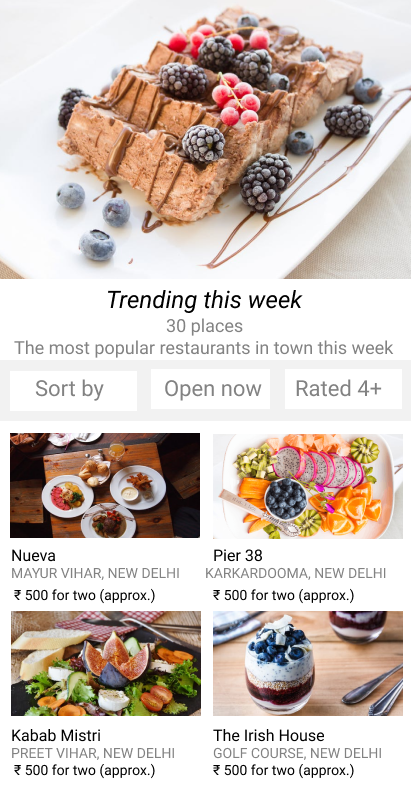 Trending this week
30 places
The most popular restaurants in town this week
Sort by
Open now
Rated 4+
Nueva
MAYUR VIHAR, NEW DELHI
₹ 500 for two (approx.)
Pier 38
KARKARDOOMA, NEW DELHI
₹ 500 for two (approx.)
Kabab Mistri
PREET VIHAR, NEW DELHI
₹ 500 for two (approx.)
The Irish House
GOLF COURSE, NEW DELHI
₹ 500 for two (approx.)